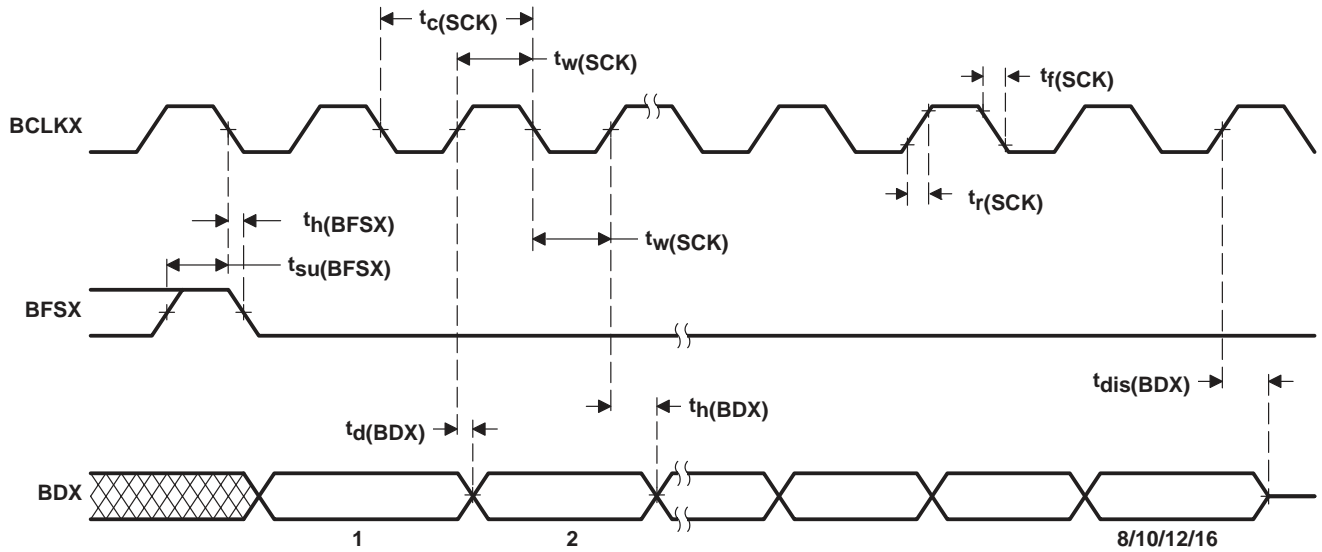 tc(SCK)
tw(SCK)
tf(SCK)
BCLKX
tr(SCK)
th(BFSX)
tw(SCK)
tsu(BFSX)
BFSX
tdis(BDX)
th(BDX)
td(BDX)
BDX
1 2 8/10/12/16